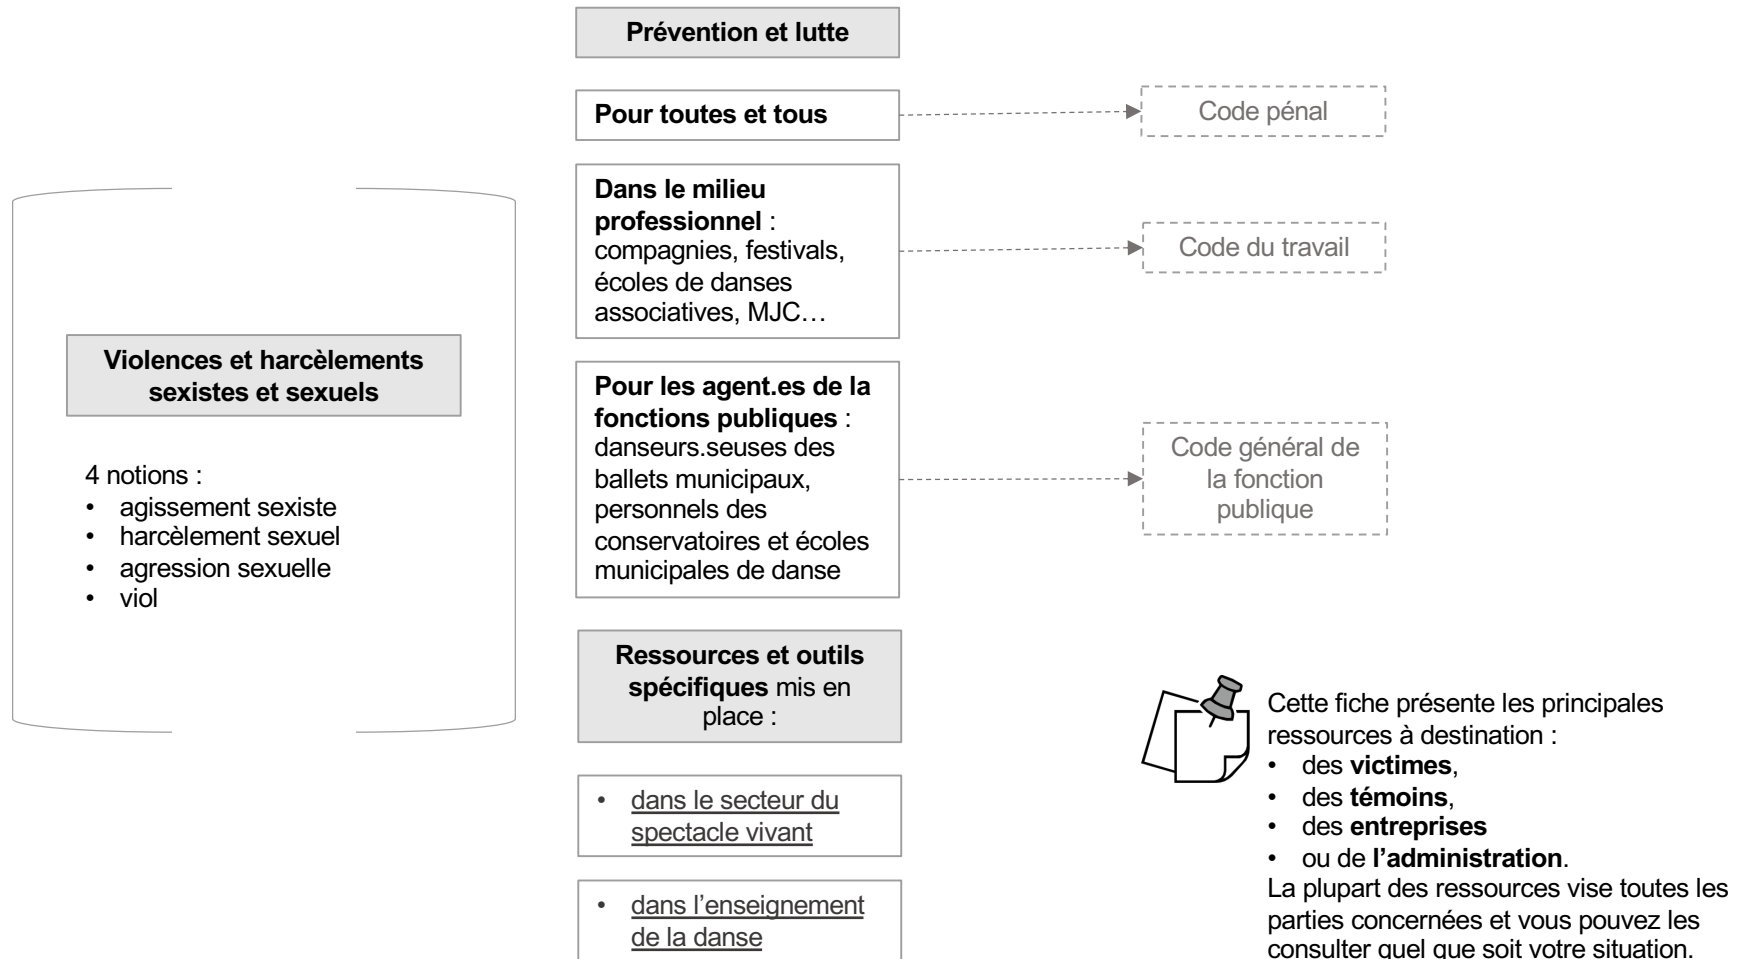 Prévention et lutte
Pour toutes et tous
Code pénal
Dans le milieu
professionnel :
compagnies, festivals,
écoles de danses
associatives, MJC…
Code du travail
Violences et harcèlements
sexistes et sexuels
4 notions :
• agissement sexiste
• harcèlement sexuel
• agression sexuelle
• viol
Pour les agent.es de la
fonctions publiques :
danseurs.seuses des
ballets municipaux,
personnels des
conservatoires et écoles
municipales de danse
Code général de
la fonction
publique
Ressources et outils
spécifiques mis en
place :
• dans le secteur du
spectacle vivant
• dans l’enseignement
de la danse
Cette fiche présente les principales
ressources à destination :
• des victimes,
• des témoins,
• des entreprises
• ou de l’administration.
La plupart des ressources vise toutes les
parties concernées et vous pouvez les
consulter quel que soit votre situation.